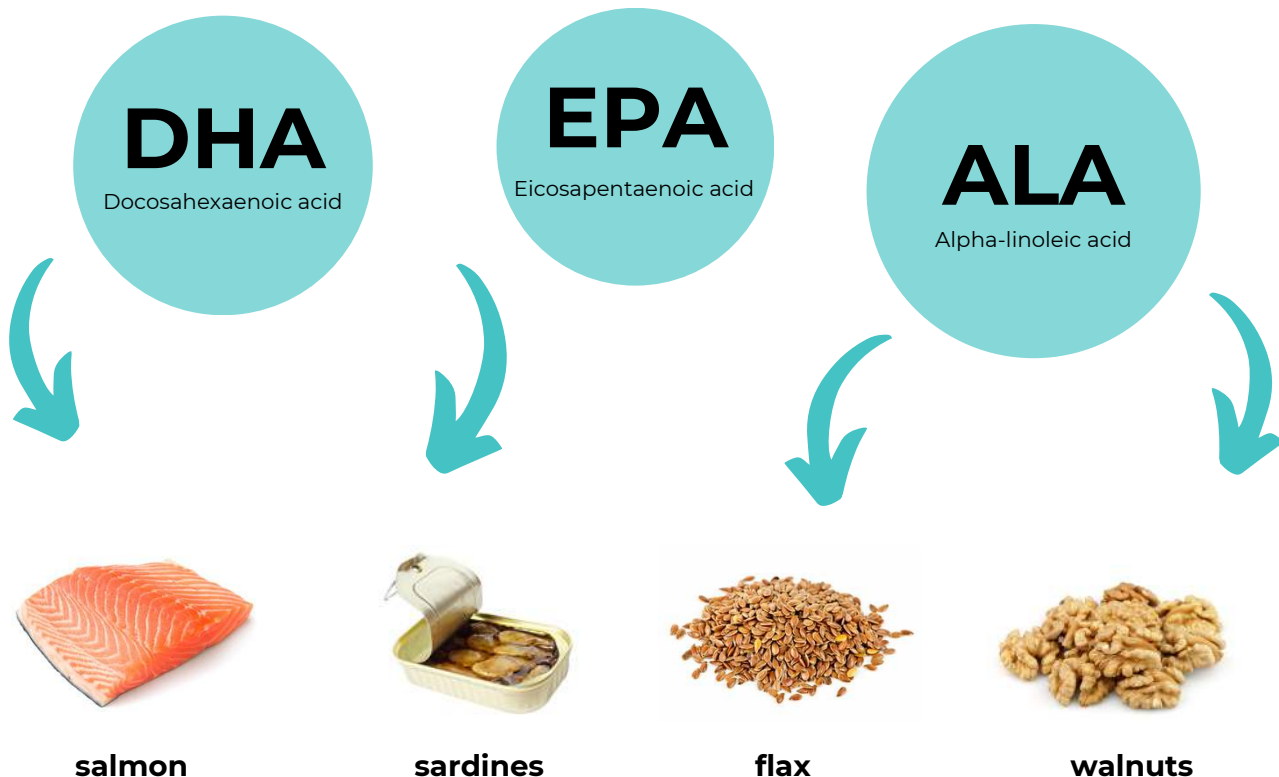 DHA
Docosahexaenoic acid
EPA
Eicosapentaenoic acid
ALA
Alpha-linoleic acid
salmon
sardines
flax
walnuts